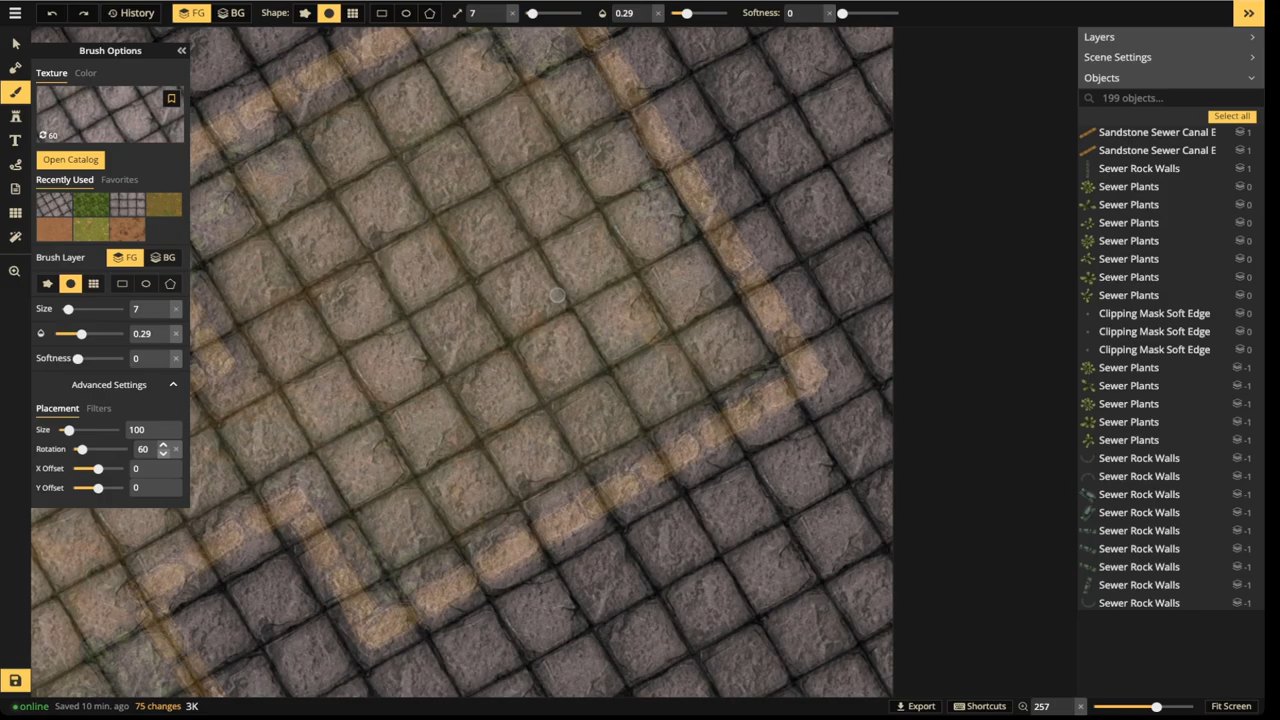 History
FG
BG
Shape:
7
×
0.29
×
Softness:
0
×
Brush Options
Texture
Color
60
Open Catalog
Recently Used
Favorites
Brush Layer
FG
BG
Size
7
×
0.29
×
Softness
0
×
Advanced Settings
Placement
Filters
Size
100
Rotation
60
×
X Offset
0
Y Offset
0
Layers
Scene Settings
Objects
199 objects...
Select all
Sandstone Sewer Canal E 1
Sandstone Sewer Canal E 1
Sewer Rock Walls 1
Sewer Plants 0
Sewer Plants 0
Sewer Plants 0
Sewer Plants 0
Sewer Plants 0
Sewer Plants 0
Sewer Plants 0
Clipping Mask Soft Edge 0
Clipping Mask Soft Edge 0
Clipping Mask Soft Edge 0
Sewer Plants -1
Sewer Plants -1
Sewer Plants -1
Sewer Plants -1
Sewer Plants -1
Sewer Rock Walls -1
Sewer Rock Walls -1
Sewer Rock Walls -1
Sewer Rock Walls -1
Sewer Rock Walls -1
Sewer Rock Walls -1
Sewer Rock Walls -1
Sewer Rock Walls -1
Sewer Rock Walls -1
online
Saved 10 min. ago
75 changes
3K
Export
Shortcuts
257
×
Fit Screen